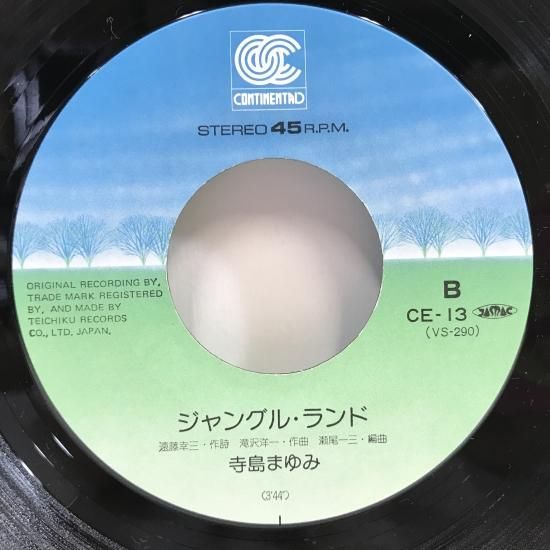 CONTINENTAL
STEREO 45 R.P.M.
ORIGINAL RECORDING BY,
TRADE MARK REGISTERED
BY, AND MADE BY
TEICHIKU RECORDS
CO., LTD. JAPAN.
B
CE-13 JASRAC
(VS-290)
ジャングル・ランド
遠藤幸三・作詩 滝沢洋一・作曲 瀬尾一三・編曲
寺島まゆみ
(3'44")